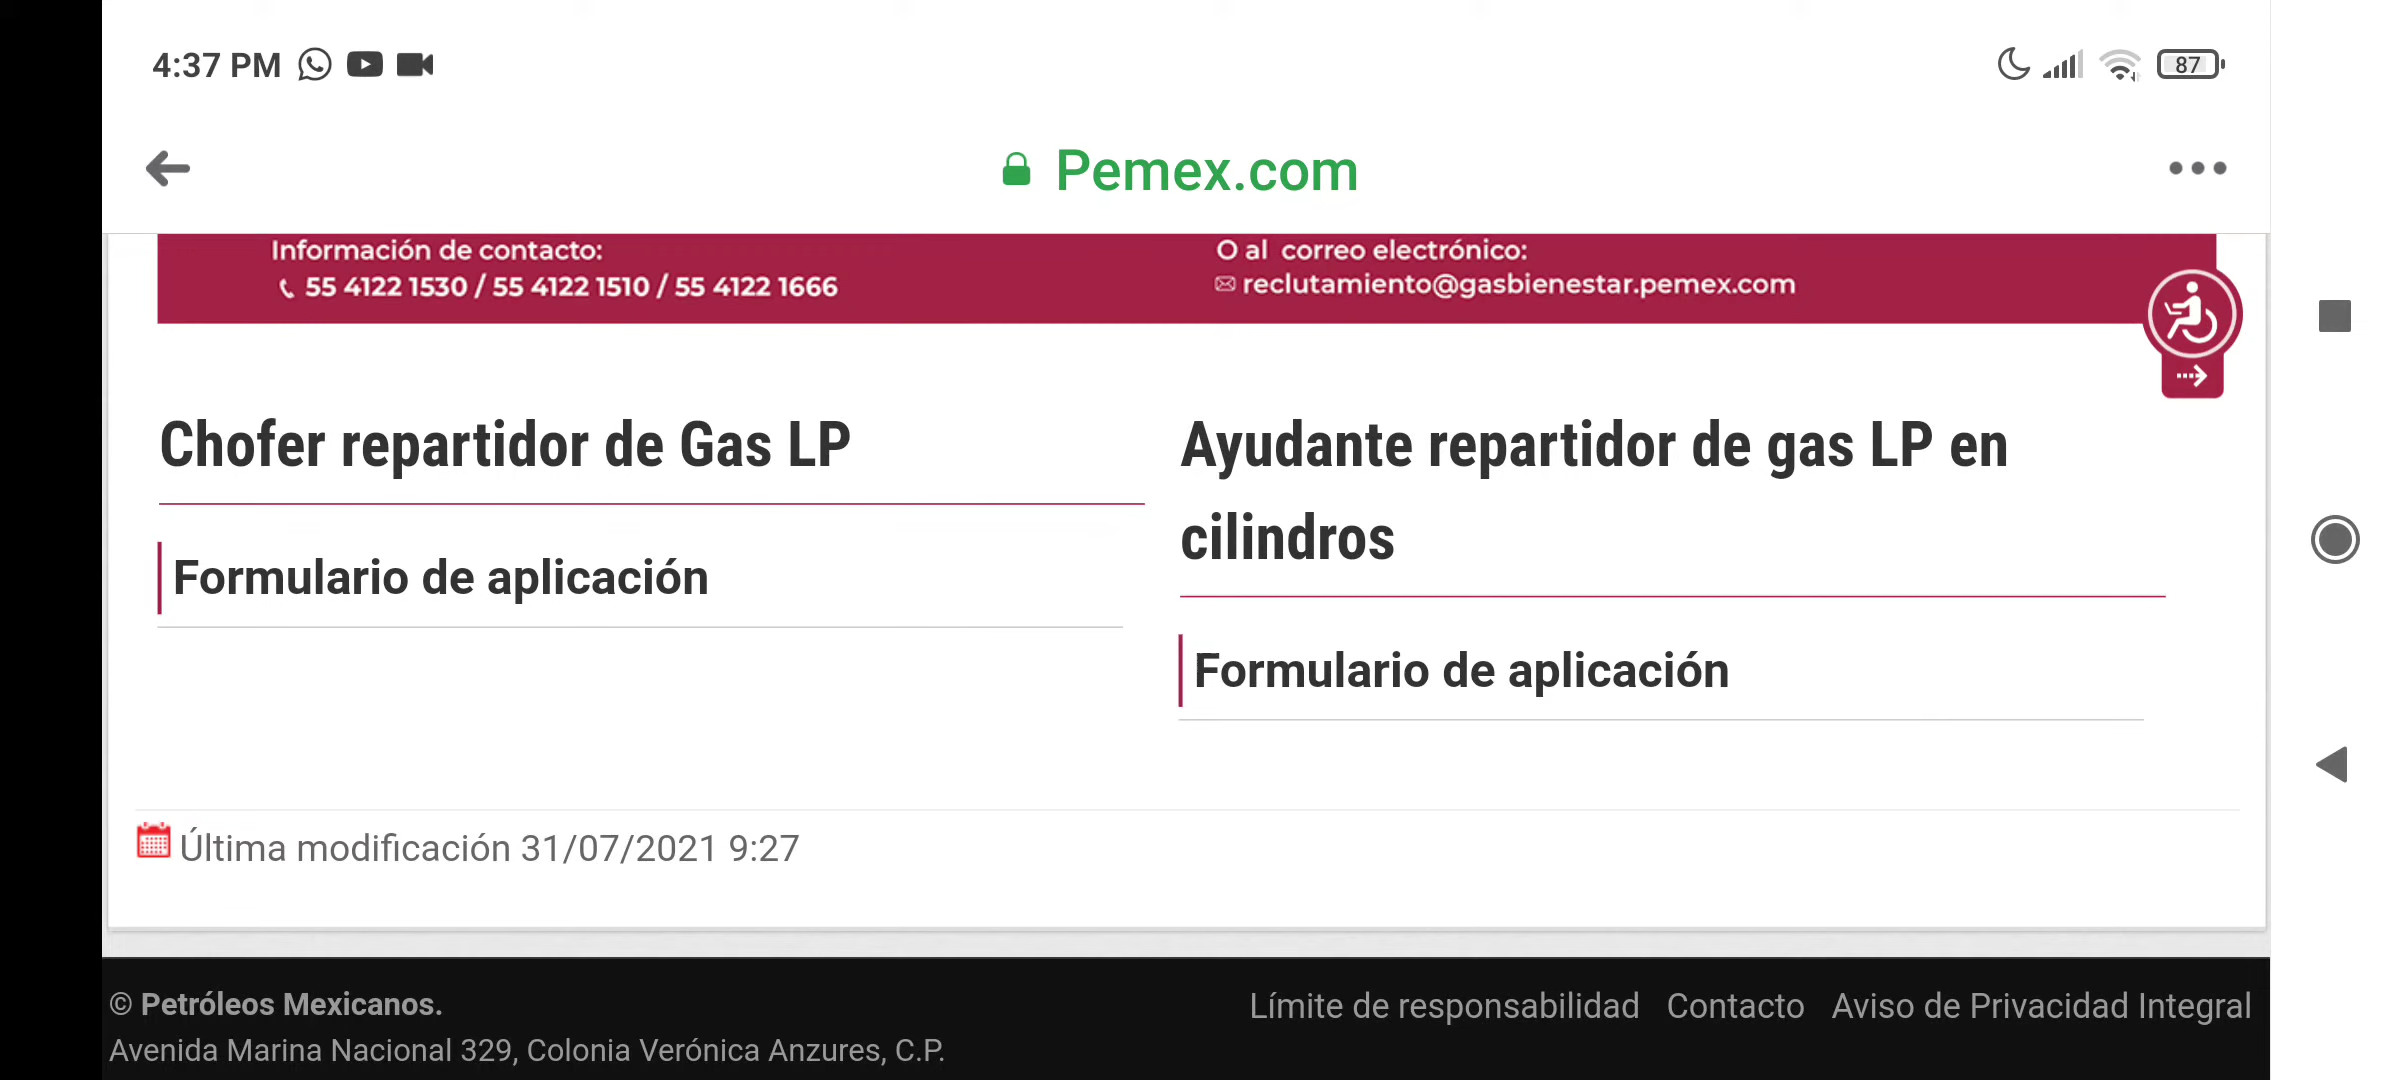 4:37 PM
87
Pemex.com
Información de contacto:
55 4122 1530 / 55 4122 1510 / 55 4122 1666
O al correo electrónico:
reclutamiento@gasbienestar.pemex.com
Chofer repartidor de Gas LP
Formulario de aplicación
Ayudante repartidor de gas LP en
cilindros
Formulario de aplicación
Última modificación 31/07/2021 9:27
© Petróleos Mexicanos.
Avenida Marina Nacional 329, Colonia Verónica Anzures, C.P.
Límite de responsabilidad Contacto Aviso de Privacidad Integral